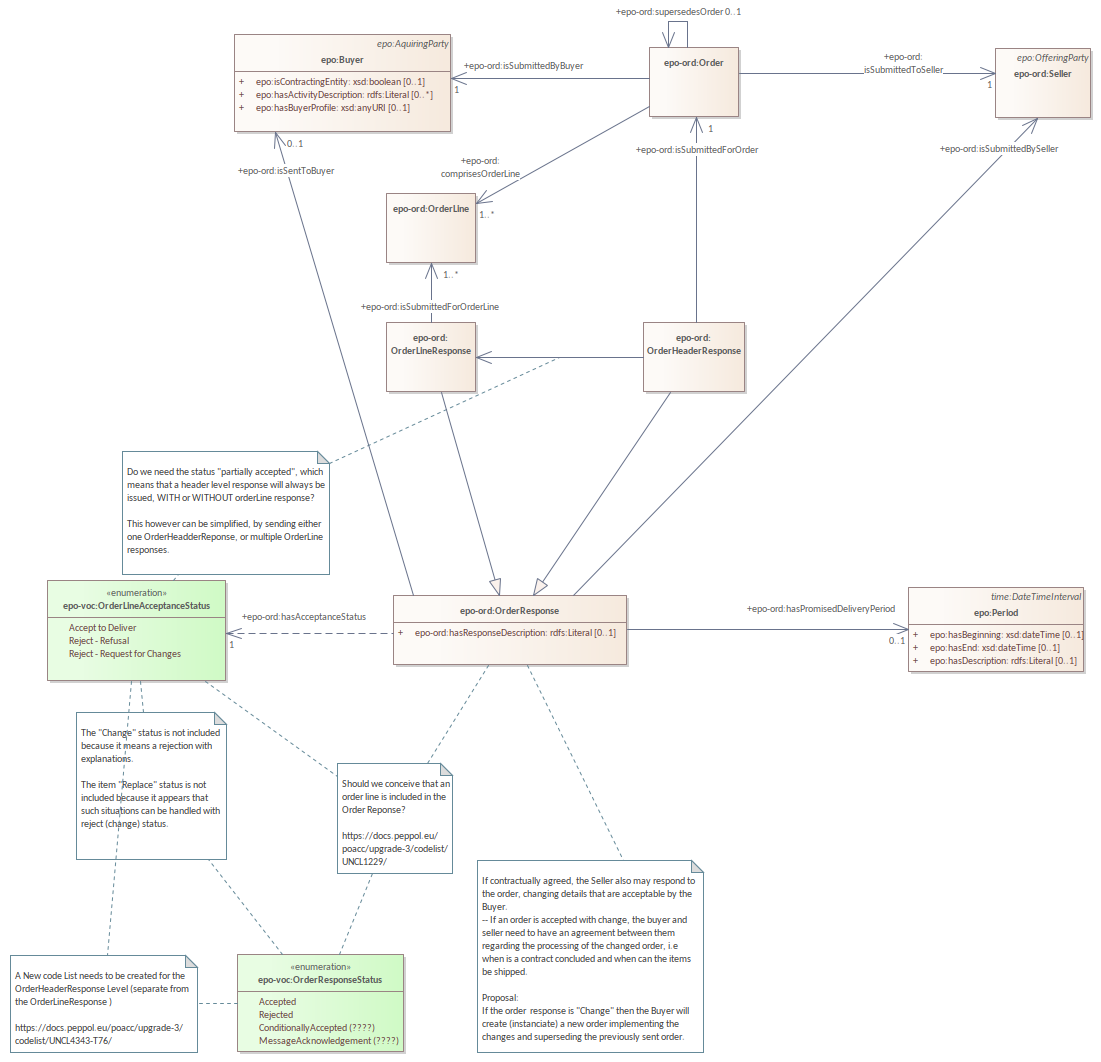 +epo-ord:supersedesOrder 0..1
epo:AquiringParty
epo:Buyer
+ epo:isContractingEntity: xsd:boolean [0..1]
+ epo:hasActivityDescription: rdfs:Literal [0..*]
+ epo:hasBuyerProfile: xsd:anyURI [0..1]
+epo-ord:isSubmittedByBuyer
1
epo-ord:Order
+epo-ord:
isSubmittedToSeller
1
epo:OfferingParty
epo-ord:Seller
0..1
+epo-ord:isSentToBuyer
+epo-ord:
comprisesOrderLine
1..*
1
+epo-ord:isSubmittedForOrder
+epo-ord:isSubmittedBySeller
epo-ord:OrderLIne
1..*
+epo-ord:isSubmittedForOrderLine
epo-ord:
OrderLIneResponse
epo-ord:
OrderHeaderResponse
Do we need the status "partially accepted", which
means that a header level response will always be
issued, WITH or WITHOUT orderLine response?
This however can be simplified, by sending either
one OrderHeadderReponse, or multiple OrderLine
responses.
«enumeration»
epo-voc:OrderLIneAcceptanceStatus
Accept to Deliver
Reject - Refusal
Reject - Request for Changes
+epo-ord:hasAcceptanceStatus
1
epo-ord:OrderResponse
+ epo-ord:hasResponseDescription: rdfs:Literal [0..1]
+epo-ord:hasPromisedDeliveryPeriod
0..1
time:DateTimeInterval
epo:Period
+ epo:hasBeginning: xsd:dateTime [0..1]
+ epo:hasEnd: xsd:dateTime [0..1]
+ epo:hasDescription: rdfs:Literal [0..1]
The "Change" status is not included
because it means a rejection with
explanations.
The item "Replace" status is not
included because it appears that
such situations can be handled with
reject (change) status.
Should we conceive that an
order line is included in the
Order Reponse?
https://docs.peppol.eu/
poacc/upgrade-3/codelist/
UNCL1229/
If contractually agreed, the Seller also may respond to
the order, changing details that are acceptable by the
Buyer.
-- If an order is accepted with change, the buyer and
seller need to have an agreement between them
regarding the processing of the changed order, i.e
when is a contract concluded and when can the items
be shipped.
Proposal:
If the order response is "Change" then the Buyer will
create (instanciate) a new order implementing the
changes and superseding the previously sent order.
A New code List needs to be created for the
OrderHeaderResponse Level (separate from
the OrderLineResponse )
https://docs.peppol.eu/poacc/upgrade-3/
codelist/UNCL4343-T76/
«enumeration»
epo-voc:OrderResponseStatus
Accepted
Rejected
ConditionallyAccepted (????)
MessageAcknowledgement (????)